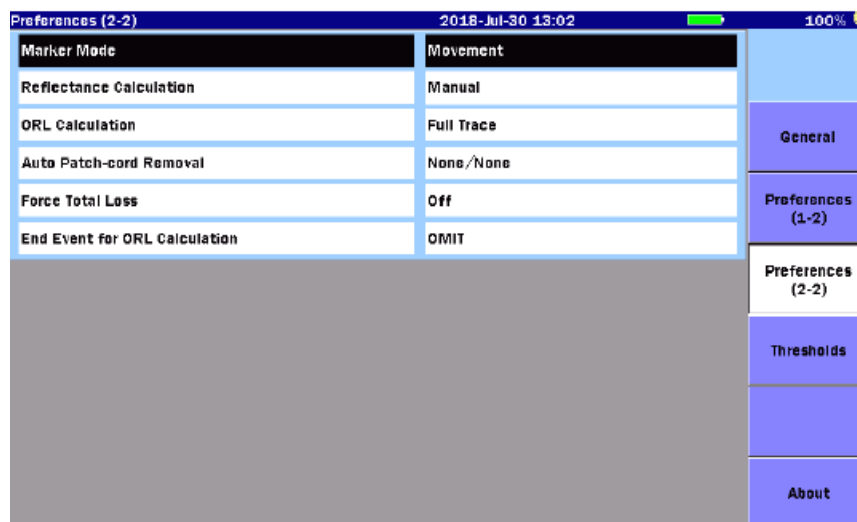 Preferences (2-2) 2018-Jul-30 13:02 100%
Marker Mode Movement
Reflectance Calculation Manual
ORL Calculation Full Trace
General
Auto Patch-cord Removal None/None
Force Total Loss Off
Preferences
(1-2)
End Event for ORL Calculation OMIT
Preferences
(2-2)
Thresholds
About